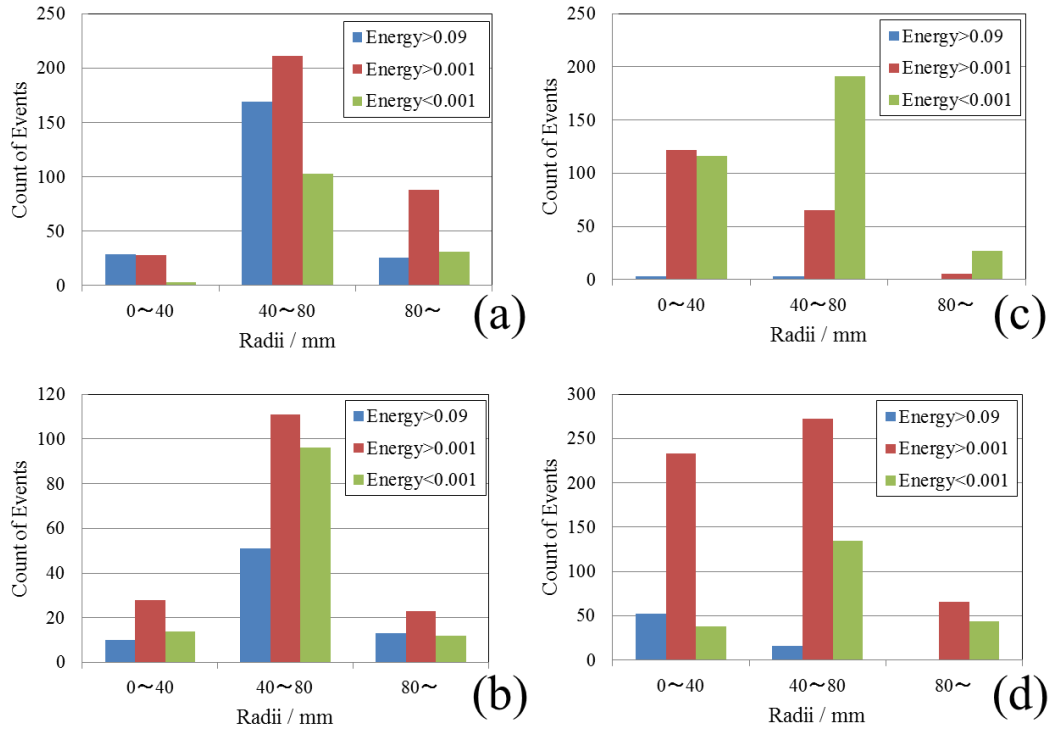 250
200
150
100
50
0
Count of Events
Energy>0.09
Energy>0.001
Energy<0.001
0～40
40～80
80～
Radii / mm
(a)
250
200
150
100
50
0
Count of Events
Energy>0.09
Energy>0.001
Energy<0.001
0～40
40～80
80～
Radii / mm
(c)
120
100
80
60
40
20
0
Count of Events
Energy>0.09
Energy>0.001
Energy<0.001
0～40
40～80
80～
Radii / mm
(b)
300
250
200
150
100
50
0
Count of Events
Energy>0.09
Energy>0.001
Energy<0.001
0～40
40～80
80～
Radii / mm
(d)